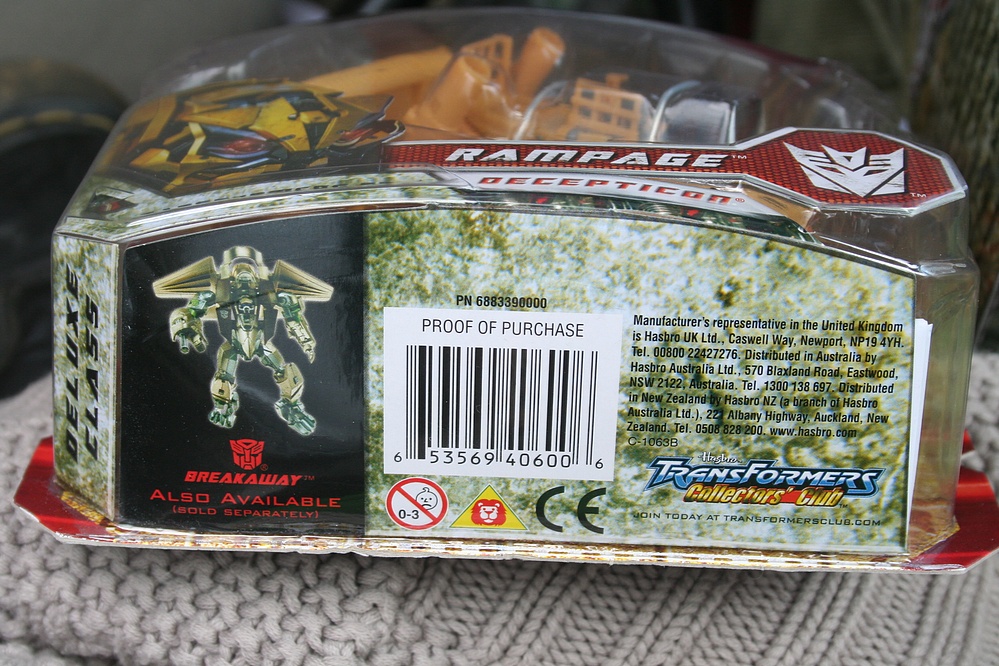 RAMPAGE™
DECEPTICON®
™
DELUXE
CLASS
BREAKAWAY™
ALSO AVAILABLE
(SOLD SEPARATELY)
PN 6883390000
PROOF OF PURCHASE
6 53569 40600 6
0-3
CE
Manufacturer's representative in the United Kingdom
is Hasbro UK Ltd., Caswell Way, Newport, NP19 4YH.
Tel. 00800 22427276. Distributed in Australia by
Hasbro Australia Ltd., 570 Blaxland Road, Eastwood,
NSW 2122, Australia. Tel. 1300 138 697. Distributed
in New Zealand by Hasbro NZ (a branch of Hasbro
Australia Ltd.), 221 Albany Highway, Auckland, New
Zealand. Tel. 0508 828 200. www.hasbro.com
C-1063B
Hasbro
TRANSFORMERS
Collectors' Club™
JOIN TODAY AT TRANSFORMERSCLUB.COM